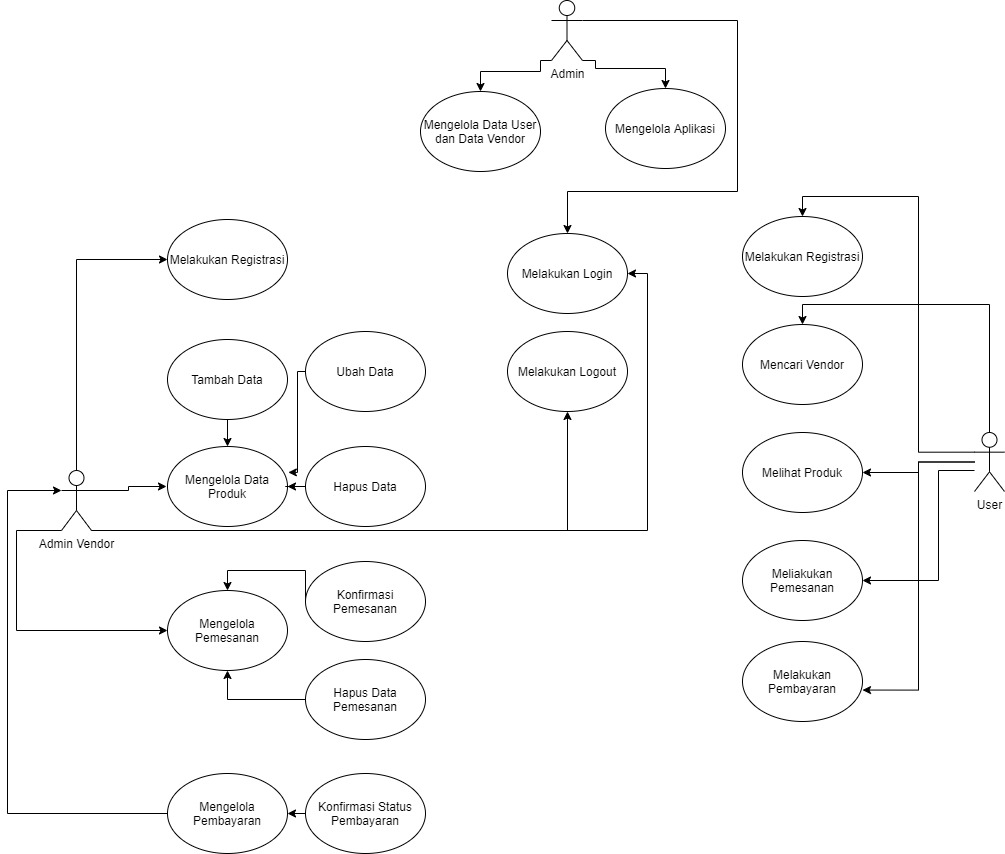 Admin
Mengelola Data User
dan Data Vendor
Mengelola Aplikasi
Melakukan Registrasi
Melakukan Login
Melakukan Registrasi
Tambah Data
Ubah Data
Melakukan Logout
Mencari Vendor
Mengelola Data
Produk
Hapus Data
Melihat Produk
User
Admin Vendor
Konfirmasi
Pemesanan
Mengelola
Pemesanan
Meliakukan
Pemesanan
Hapus Data
Pemesanan
Melakukan
Pembayaran
Mengelola
Pembayaran
Konfirmasi Status
Pembayaran